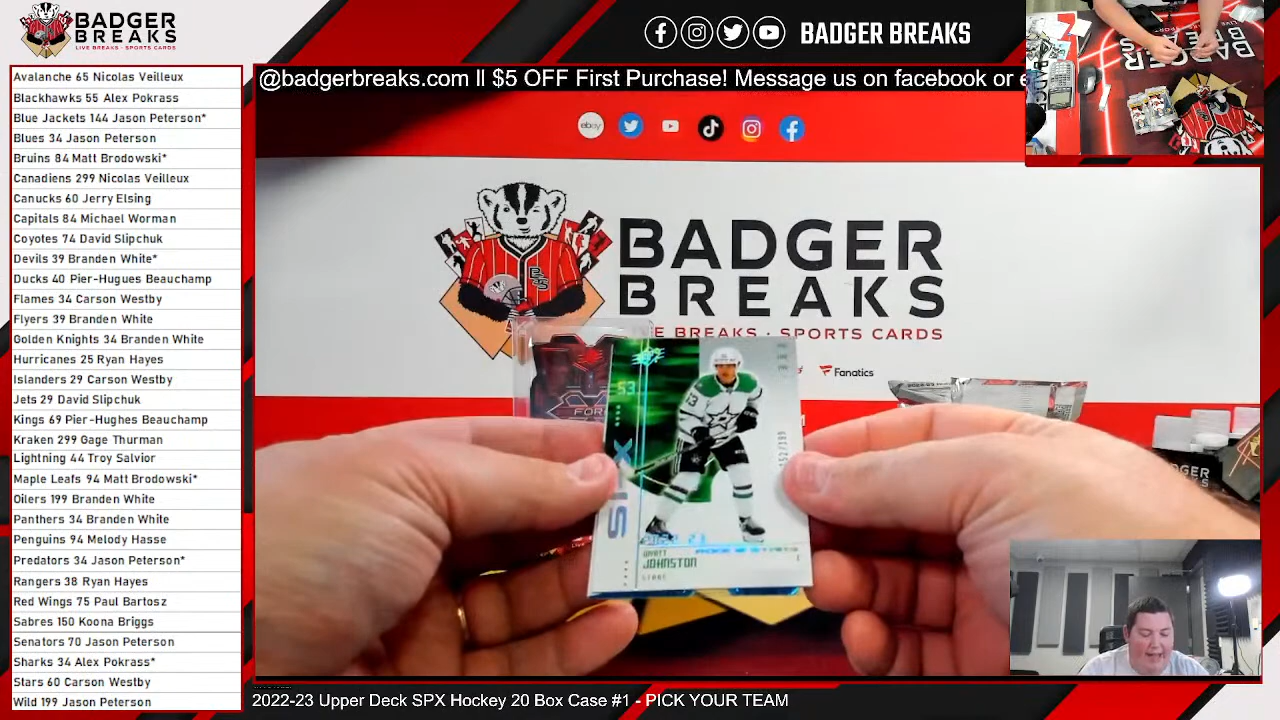 BADGER
BREAKS
LIVE BREAKS · SPORTS CARDS
BADGER BREAKS
@badgerbreaks.com ll $5 OFF First Purchase! Message us on facebook or e
Avalanche 65 Nicolas Veilleux
Blackhawks 55 Alex Pokrass
Blue Jackets 144 Jason Peterson*
Blues 34 Jason Peterson
Bruins 84 Matt Brodowski*
Canadiens 299 Nicolas Veilleux
Canucks 60 Jerry Elsing
Capitals 84 Michael Worman
Coyotes 74 David Slipchuk
Devils 39 Branden White*
Ducks 40 Pier-Hugues Beauchamp
Flames 34 Carson Westby
Flyers 39 Branden White
Golden Knights 34 Branden White
Hurricanes 25 Ryan Hayes
Islanders 29 Carson Westby
Jets 29 David Slipchuk
Kings 69 Pier-Hughes Beauchamp
Kraken 299 Gage Thurman
Lightning 44 Troy Salvior
Maple Leafs 94 Matt Brodowski*
Oilers 199 Branden White
Panthers 34 Branden White
Penguins 94 Melody Hasse
Predators 34 Jason Peterson*
Rangers 38 Ryan Hayes
Red Wings 75 Paul Bartosz
Sabres 150 Koona Briggs
Senators 70 Jason Peterson
Sharks 34 Alex Pokrass*
Stars 60 Carson Westby
Wild 199 Jason Peterson
ebay
BADGER
BREAKS
BREAKS · SPORTS CARDS
Fanatics
SPX
53
SPX
WYATT
JOHNSTON
STARS
BADGER
2022-23 Upper Deck SPX Hockey 20 Box Case #1 - PICK YOUR TEAM